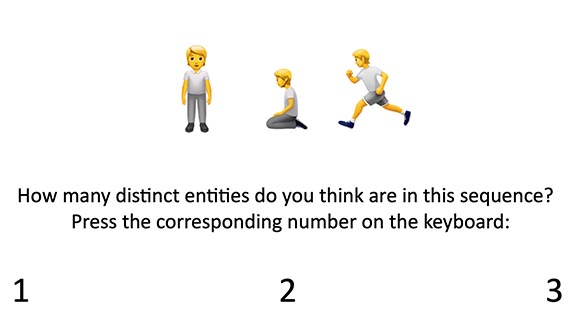 How many distinct entities do you think are in this sequence?
Press the corresponding number on the keyboard:
1 2 3